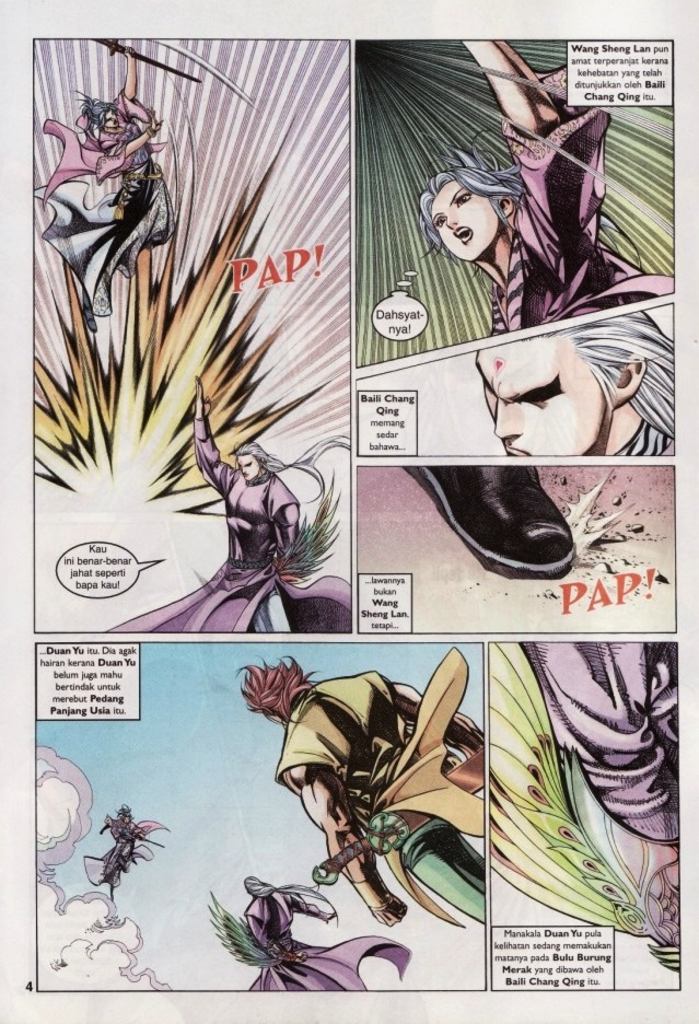 PAP!
Kau
ini benar-benar
jahat seperti
bapa kau!
Wang Sheng Lan pun
amat terperanjat kerana
kehebatan yang telah
ditunjukkan oleh Baili
Chang Qing itu.
Dahsyat-
nya!
Baili Chang
Qing
memang
sedar
bahawa...
...lawannya
bukan
Wang
Sheng Lan,
tetapi...
PAP!
...Duan Yu itu. Dia agak
hairan kerana Duan Yu
belum juga mahu
bertindak untuk
merebut Pedang
Panjang Usia itu.
Manakala Duan Yu pula
kelihatan sedang memakukan
matanya pada Bulu Burung
Merak yang dibawa oleh
Baili Chang Qing itu.
4